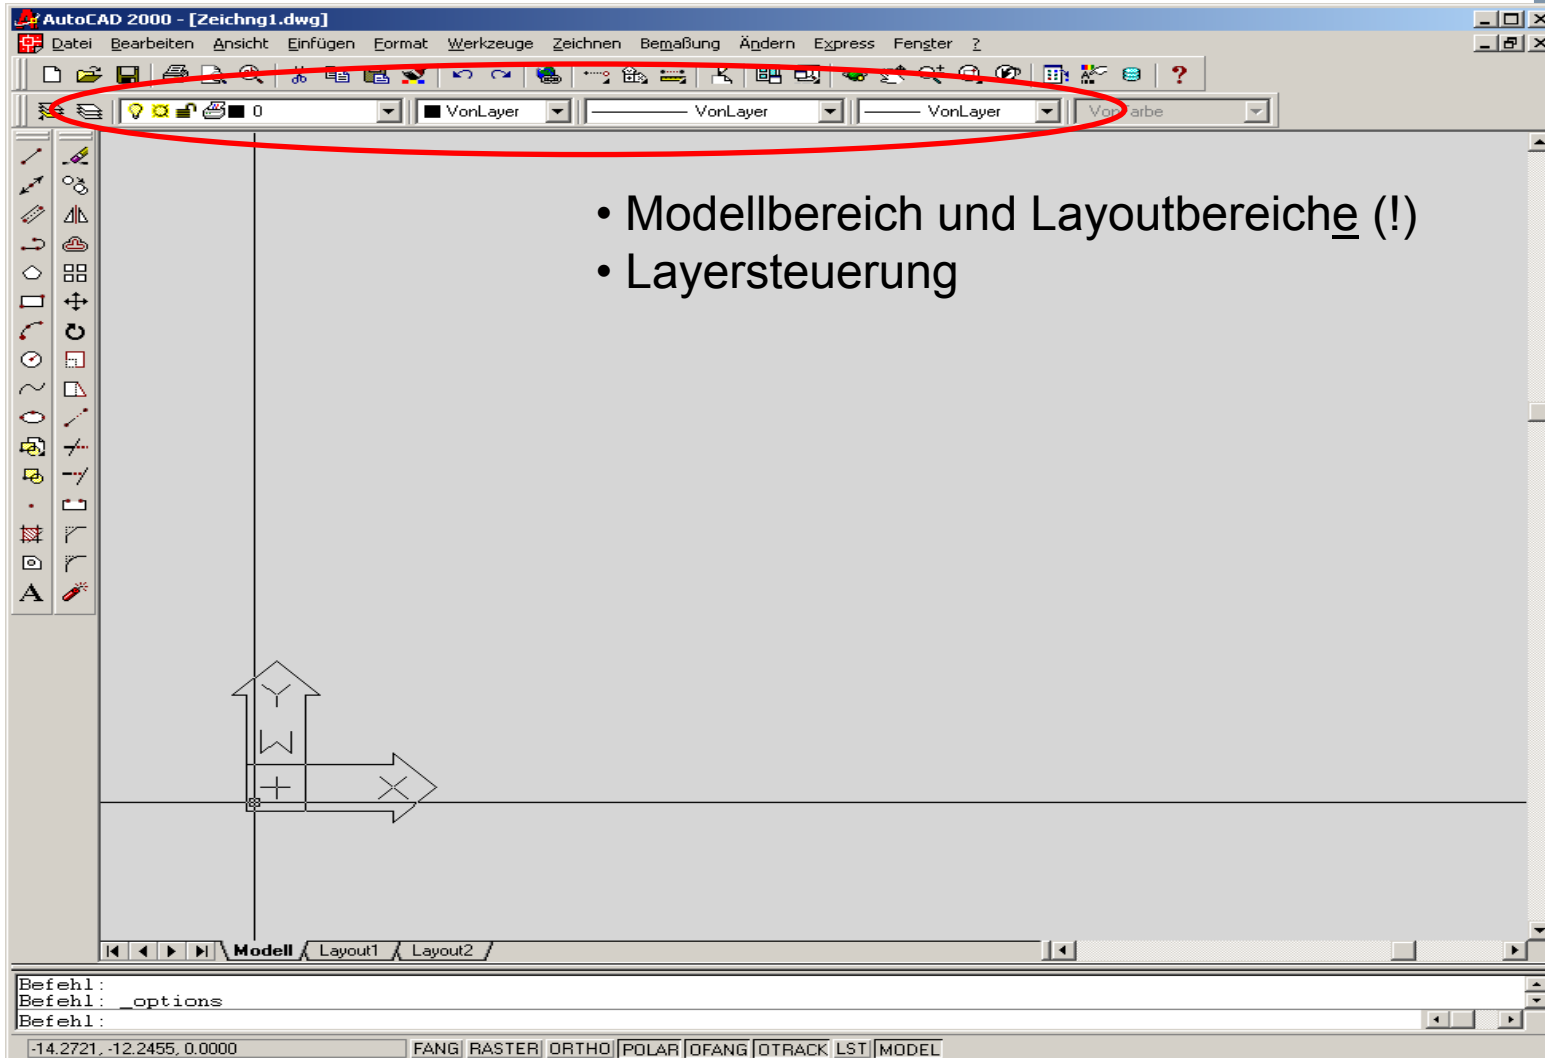 AutoCAD 2000 - [Zeichng1.dwg]
Datei Bearbeiten Ansicht Einfügen Format Werkzeuge Zeichnen Bemaßung Ändern Express Fenster ?
0 VonLayer VonLayer VonLayer VonFarbe
• Modellbereich und Layoutbereiche (!)
• Layersteuerung
Y
W
X
Modell Layout1 Layout2
Befehl:
Befehl: _options
Befehl:
-14.2721, -12.2455, 0.0000 FANG RASTER ORTHO POLAR OFANG OTRACK LST MODEL